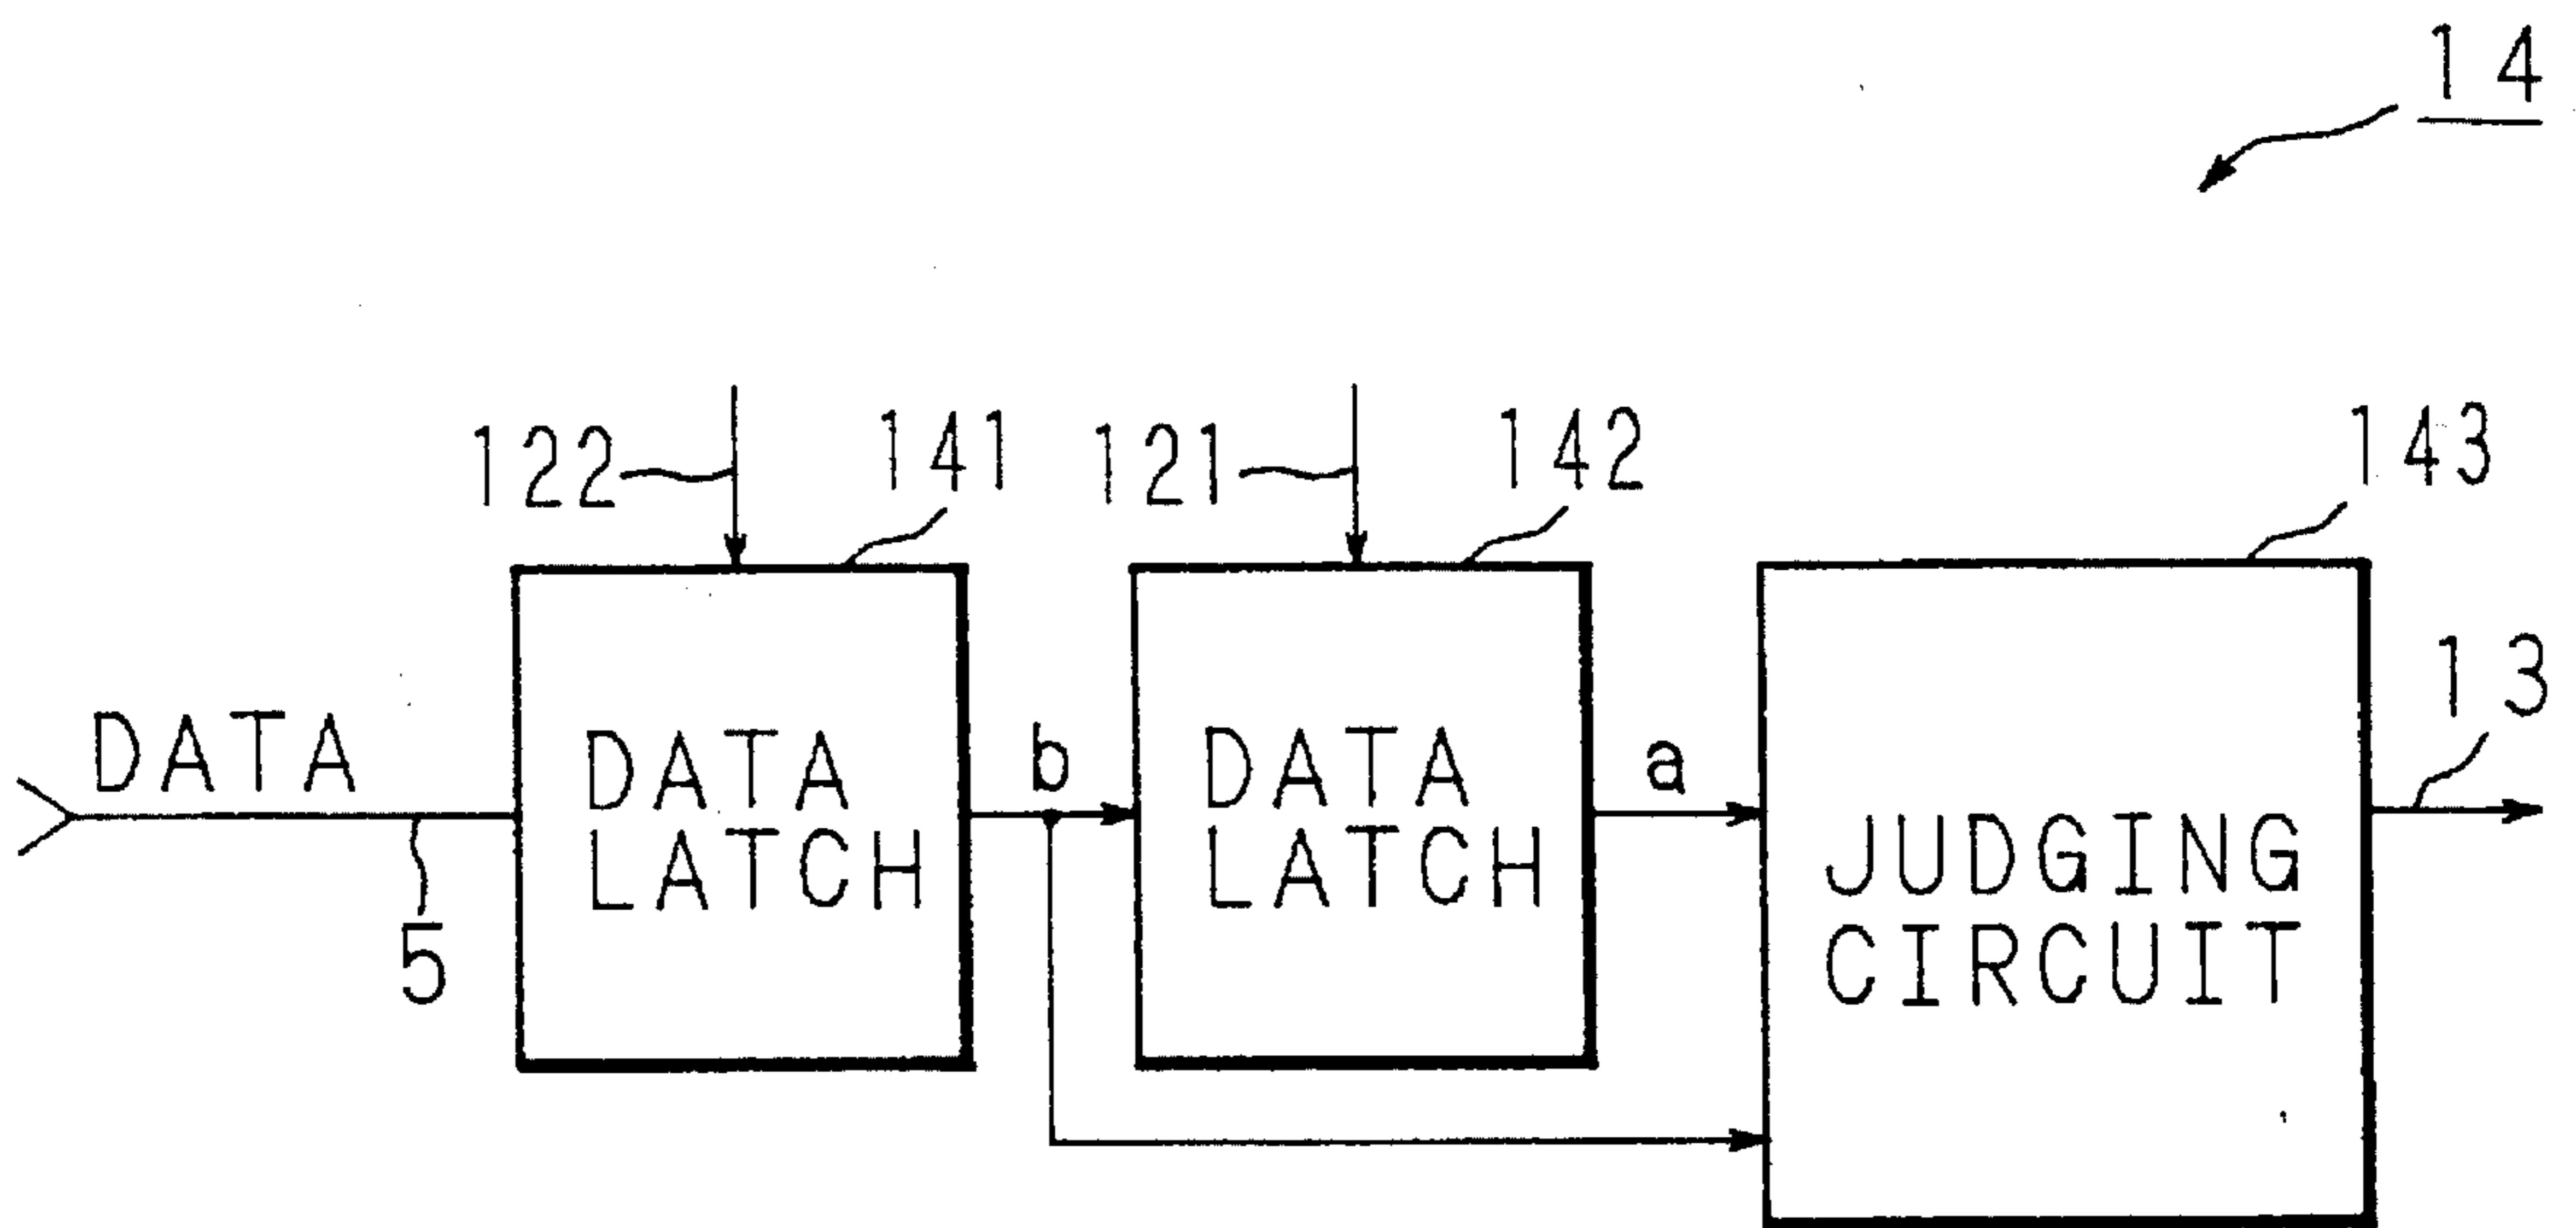 14
122
141
121
142
143
DATA
5
DATA
LATCH
b
DATA
LATCH
a
JUDGING
CIRCUIT
13